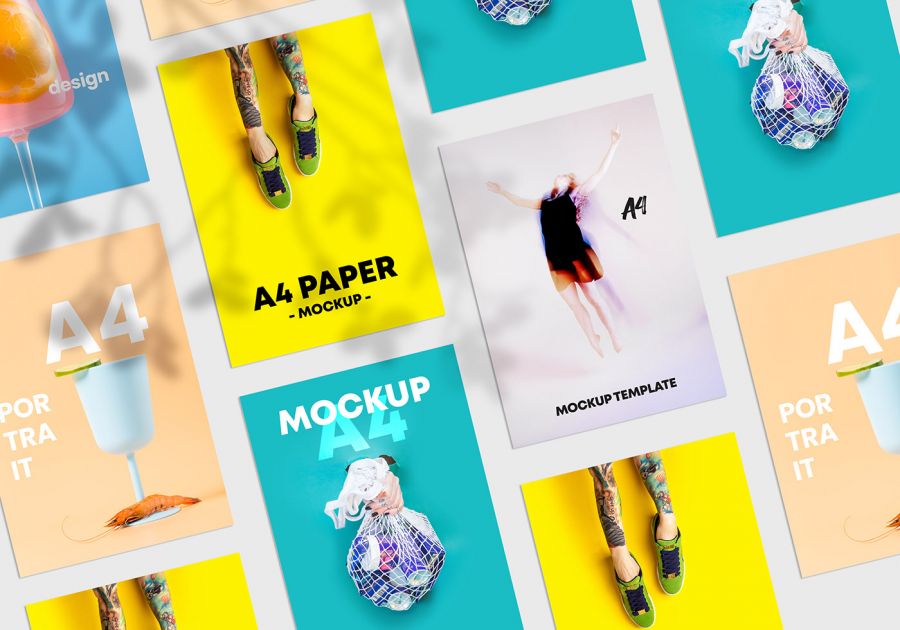 design
A4 PAPER
- MOCKUP -
A4
MOCKUP TEMPLATE
A4
POR
TRA
IT
MOCKUP
A4
A4
POR
TRA
IT